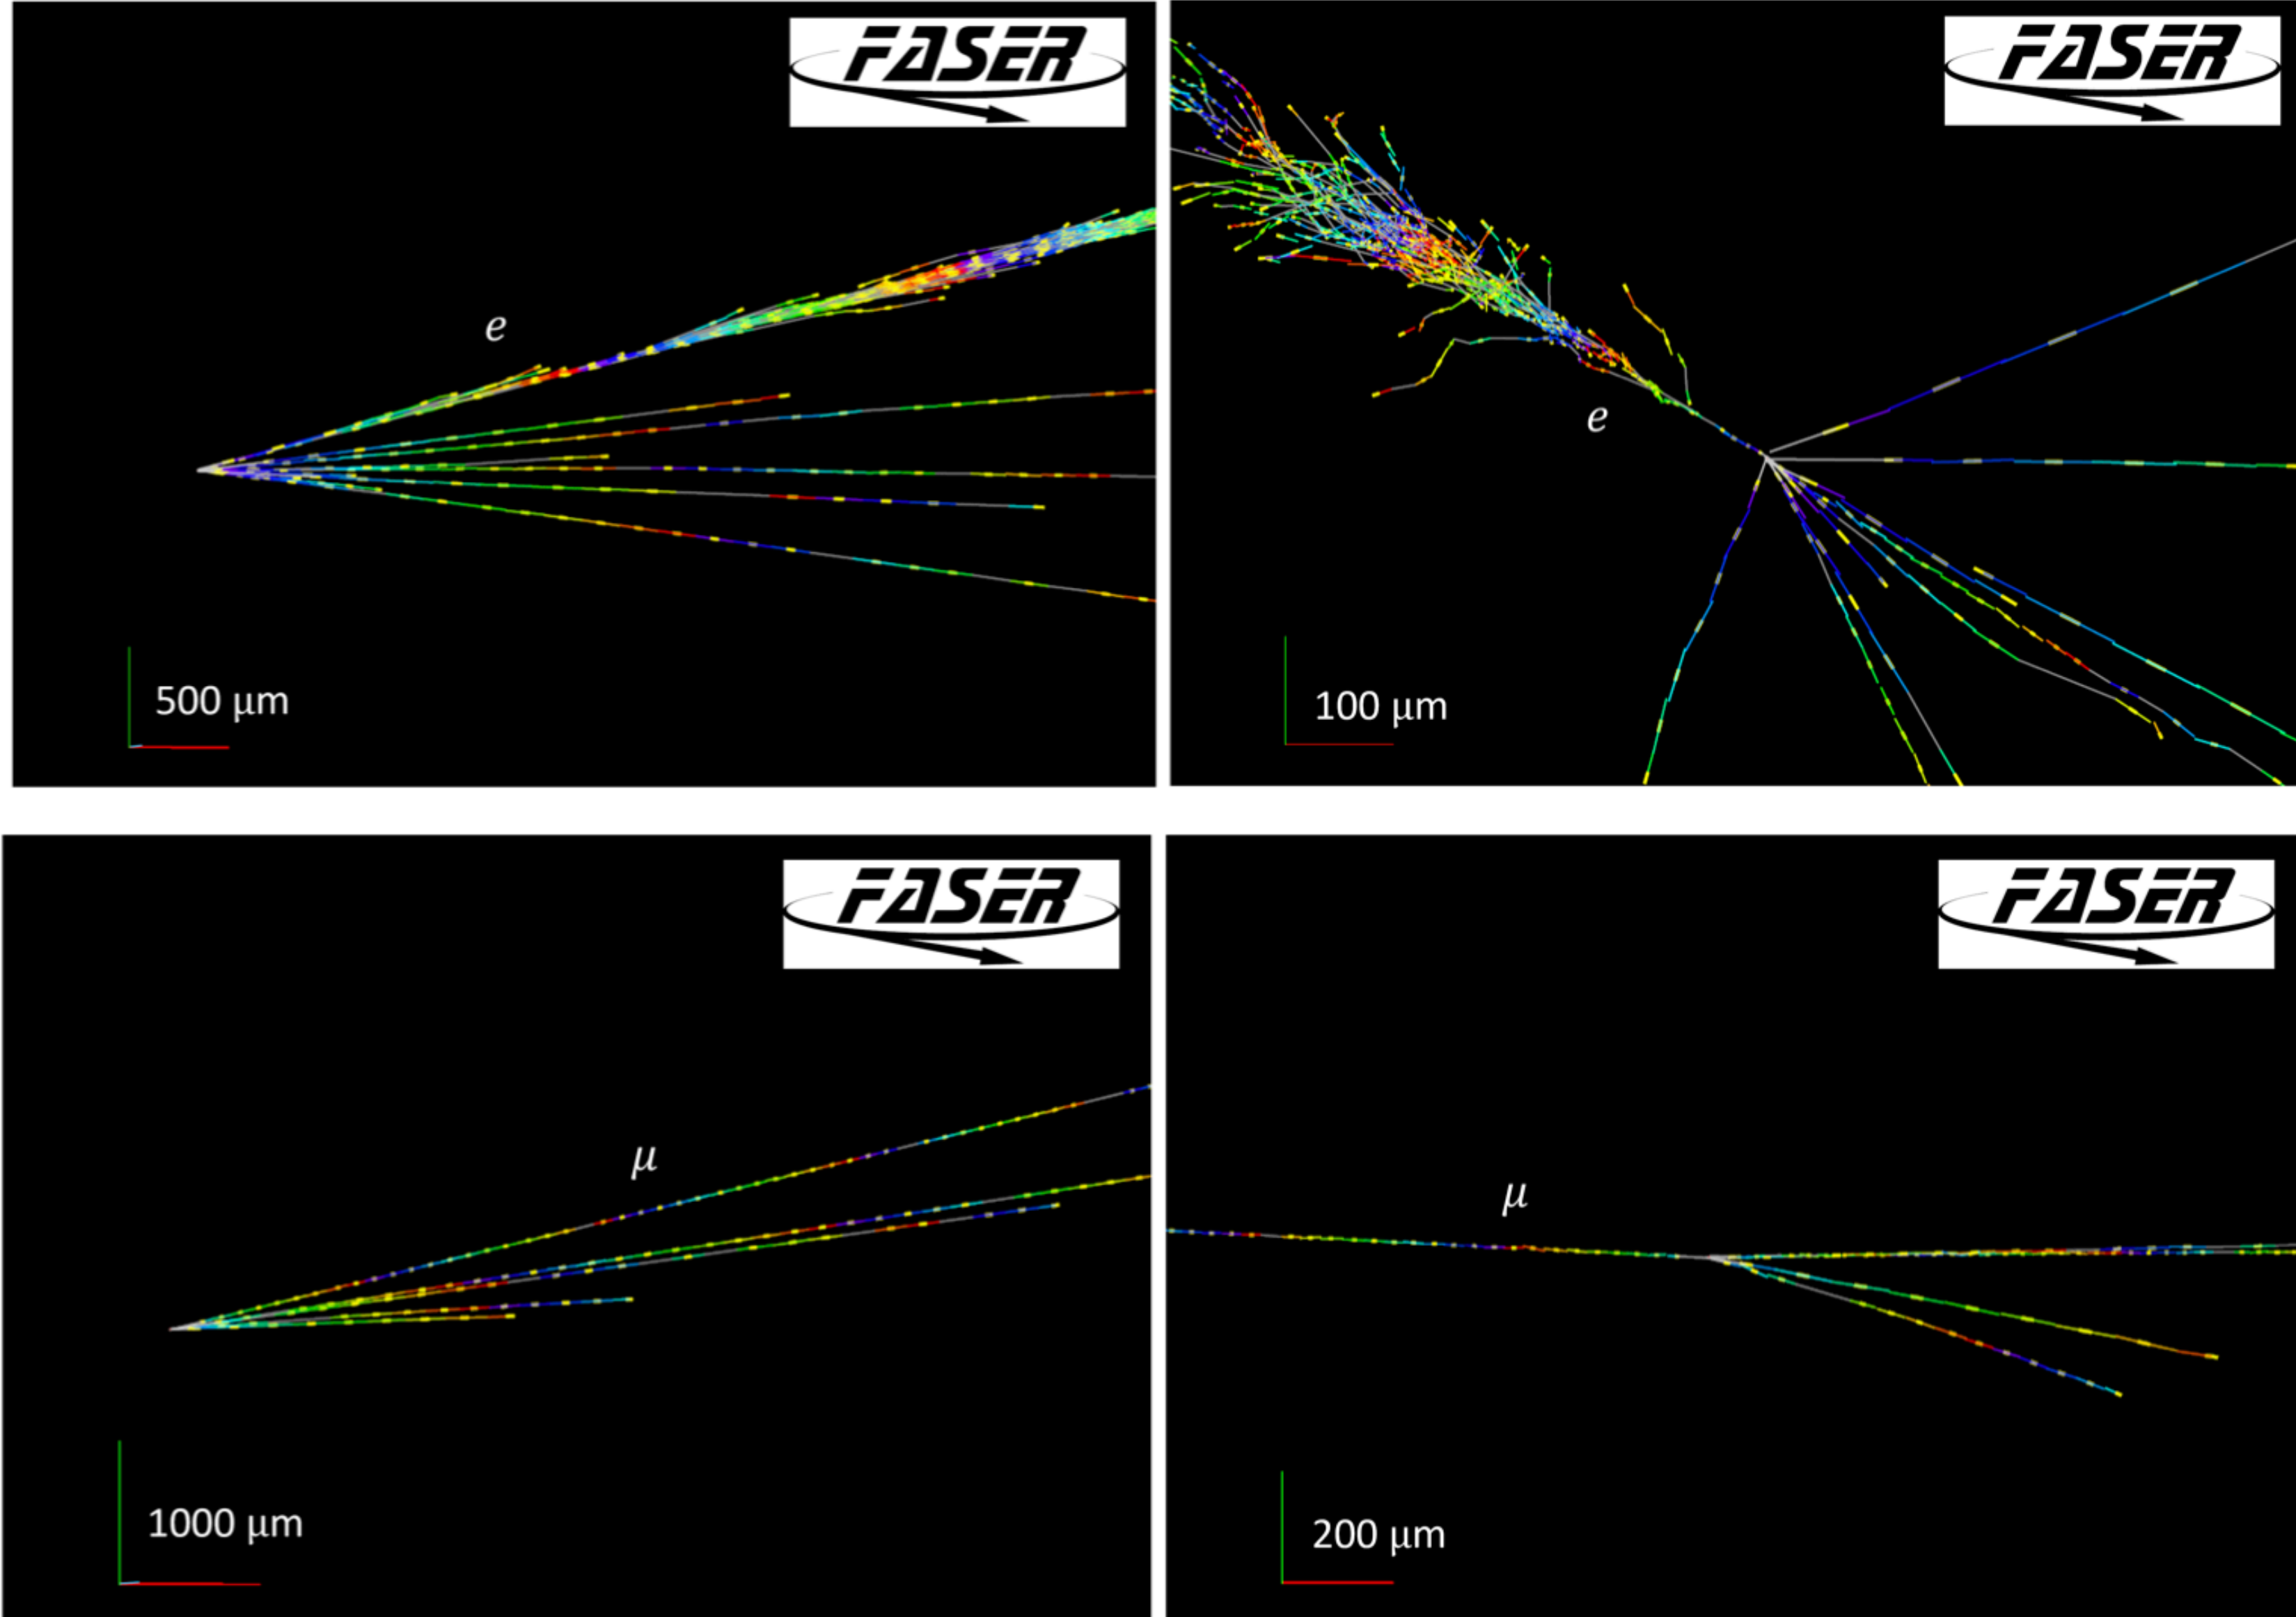 FASER
e
500 μm
FASER
e
100 μm
FASER
μ
1000 μm
FASER
μ
200 μm